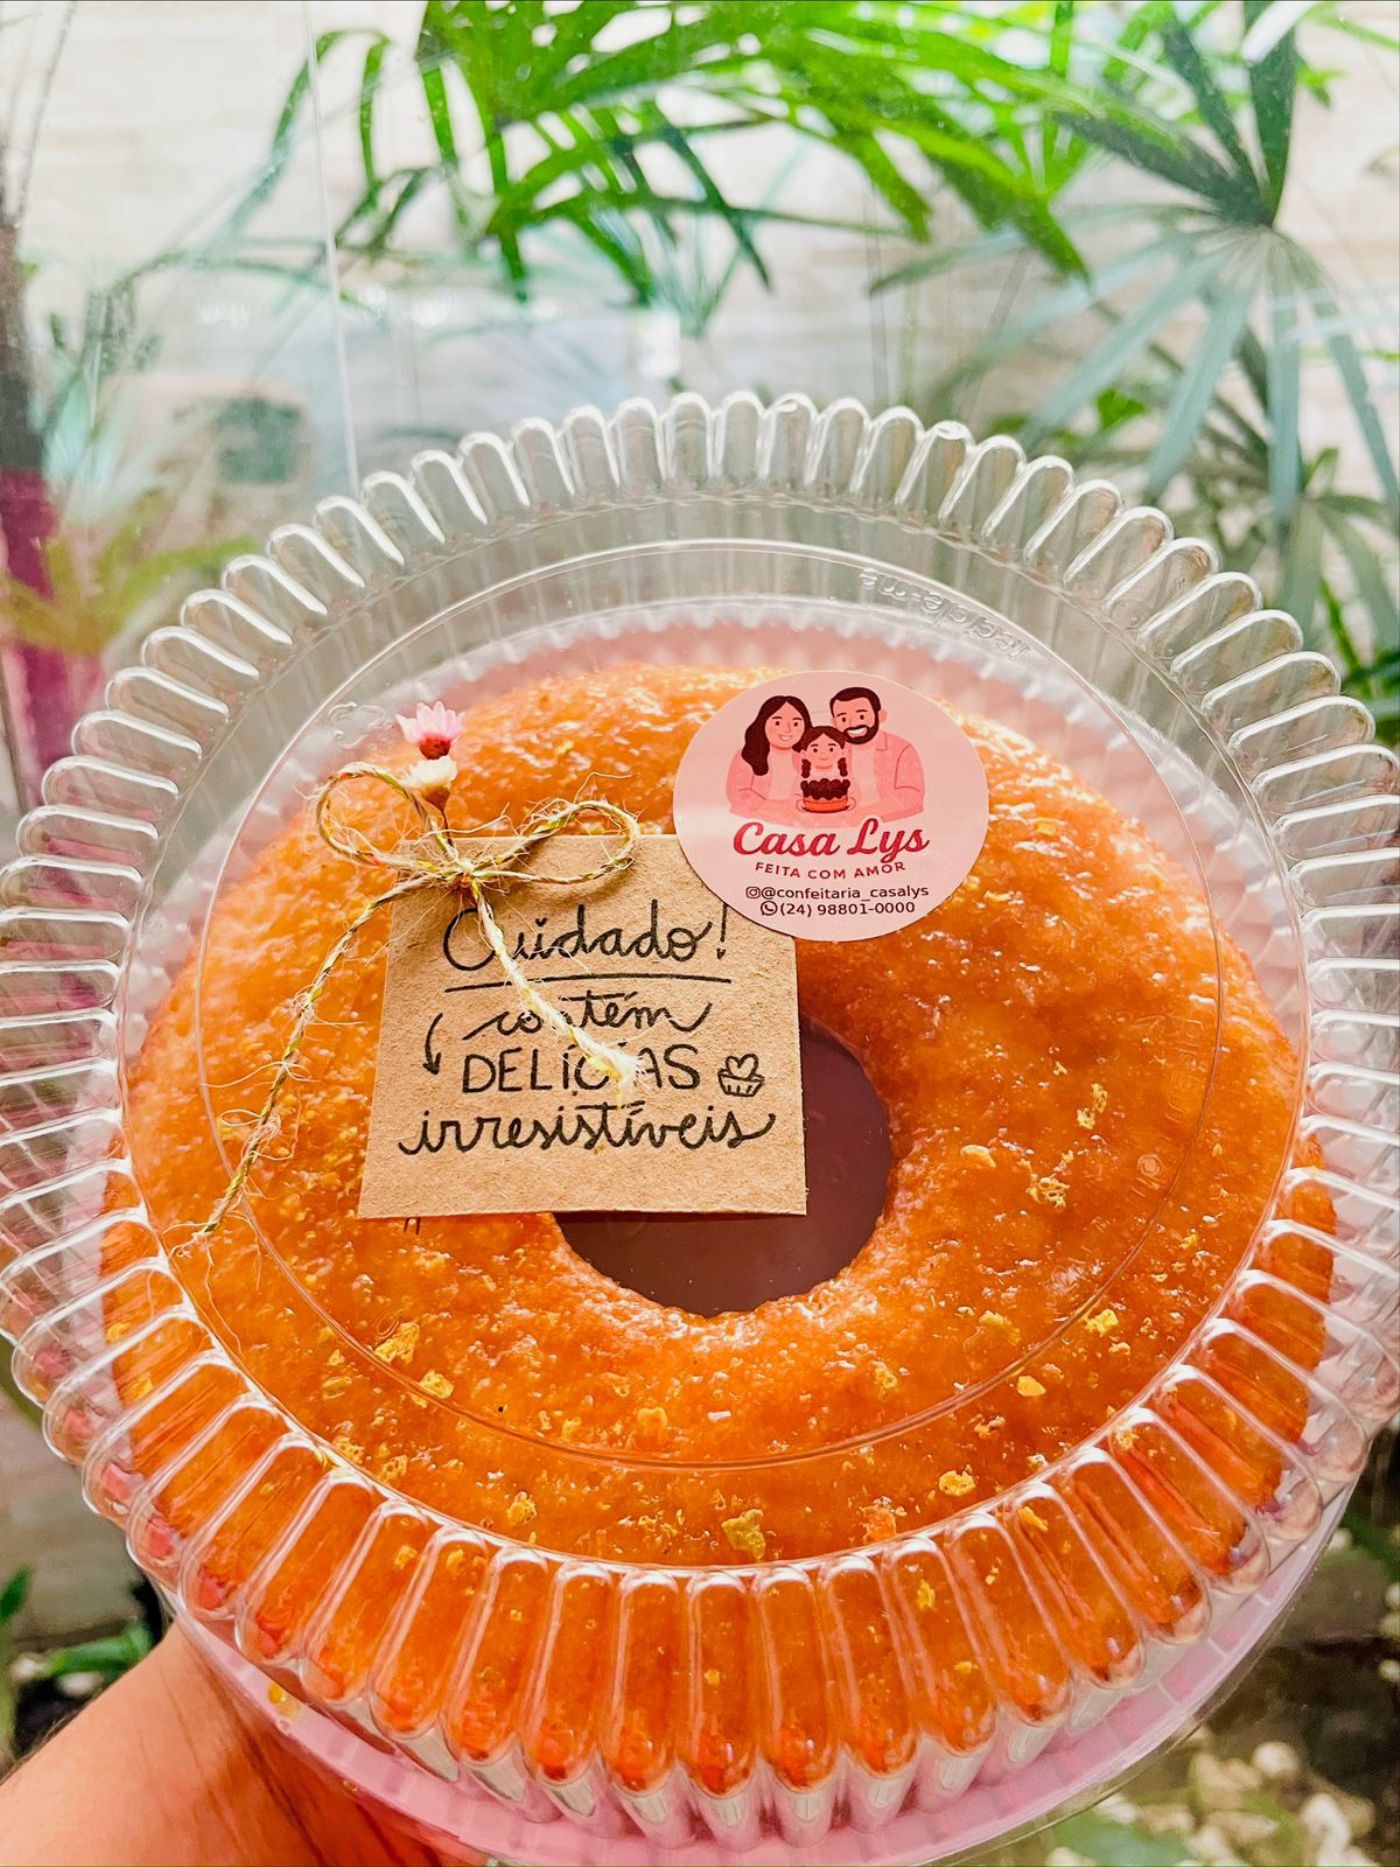 Casa Lys
FEITA COM AMOR
@confeitaria_casalys
(24) 98801-0000
Cuidado!
contém
DELÍCIAS
irresistíveis